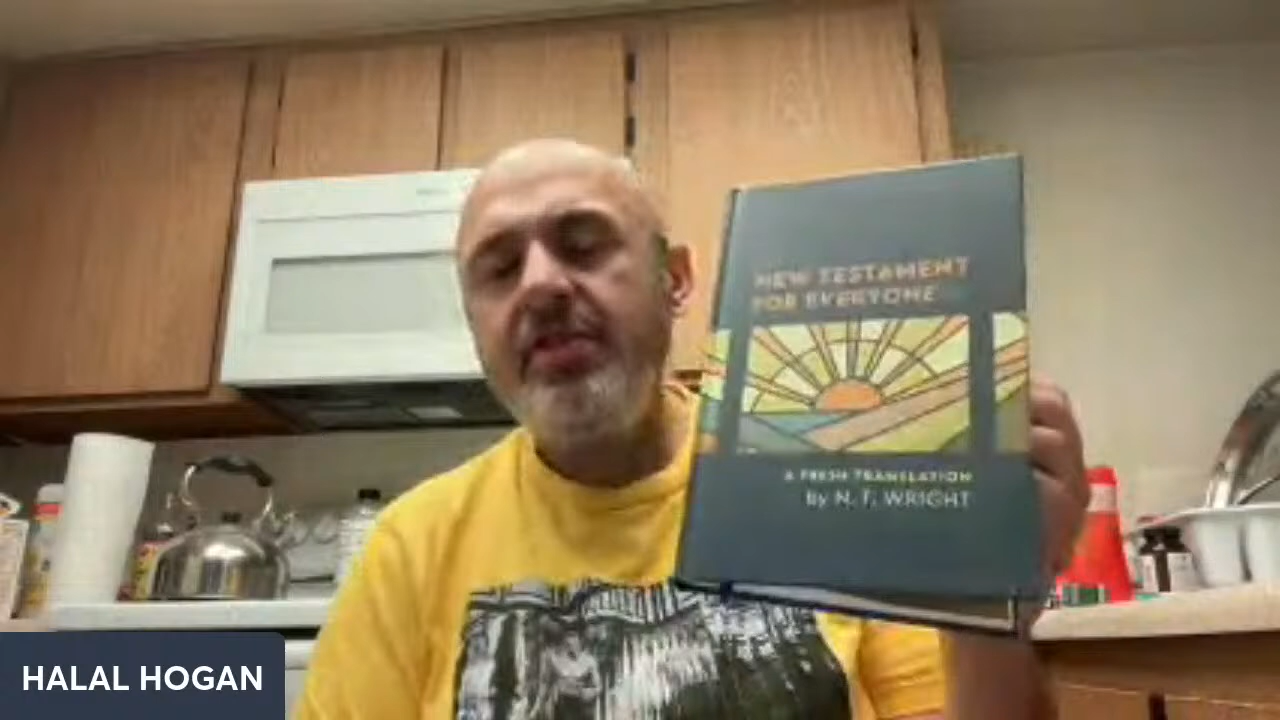 NEW TESTAMENT
FOR EVERYONE
A FRESH TRANSLATION
by N. T. WRIGHT
HALAL HOGAN